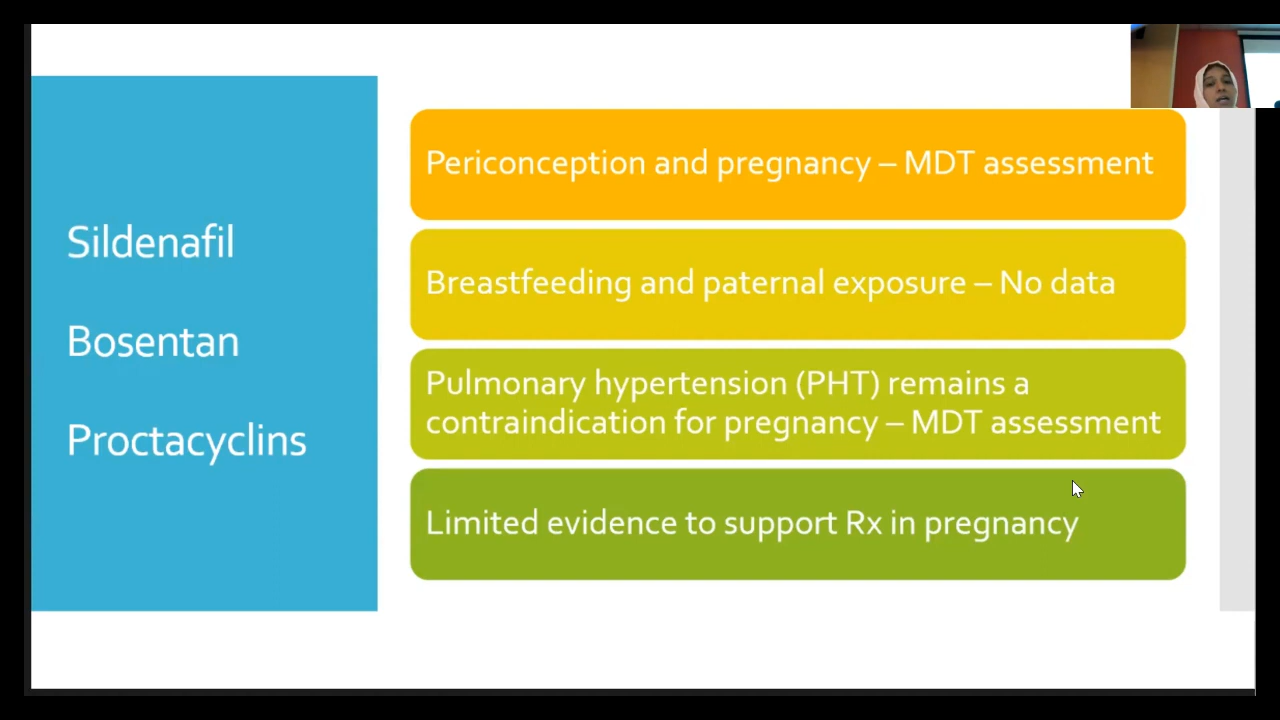 Sildenafil
Bosentan
Proctacyclins
Periconception and pregnancy – MDT assessment
Breastfeeding and paternal exposure – No data
Pulmonary hypertension (PHT) remains a
contraindication for pregnancy – MDT assessment
Limited evidence to support Rx in pregnancy